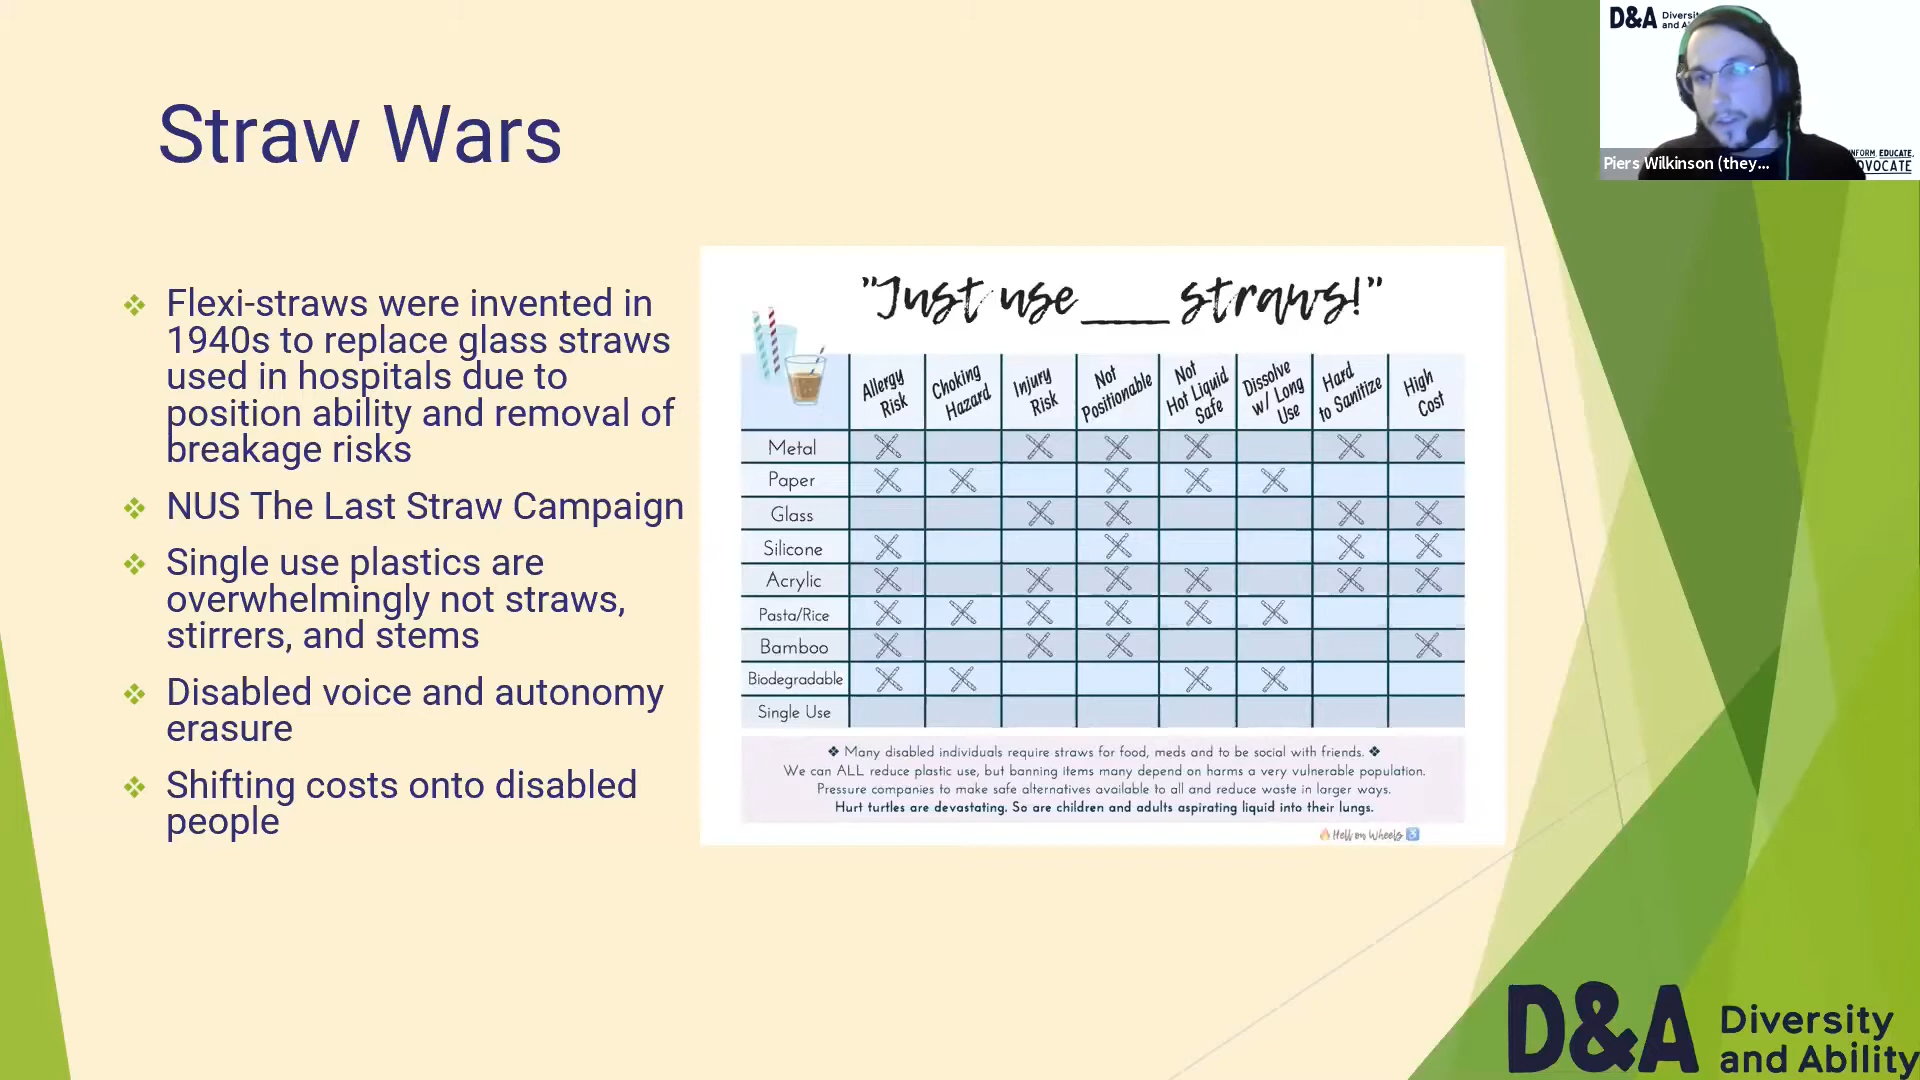 D&A Diversi
and A
Piers Wilkinson (they...
NFORM. EDUCATE.
DVOCATE
Straw Wars
Flexi-straws were invented in
1940s to replace glass straws
used in hospitals due to
position ability and removal of
breakage risks
NUS The Last Straw Campaign
Single use plastics are
overwhelmingly not straws,
stirrers, and stems
Disabled voice and autonomy
erasure
Shifting costs onto disabled
people
"Just use ___ straws!"
Allergy Risk
Choking Hazard
Injury Risk
Not Positionable
Not Hot Liquid Safe
Dissolve w/ Long Use
Hard to Sanitize
High Cost
Metal
Paper
Glass
Silicone
Acrylic
Pasta/Rice
Bamboo
Biodegradable
Single Use
❖ Many disabled individuals require straws for food, meds and to be social with friends. ❖
We can ALL reduce plastic use, but banning items many depend on harms a very vulnerable population.
Pressure companies to make safe alternatives available to all and reduce waste in larger ways.
Hurt turtles are devastating. So are children and adults aspirating liquid into their lungs.
Hell on Wheels
D&A Diversity
and Ability